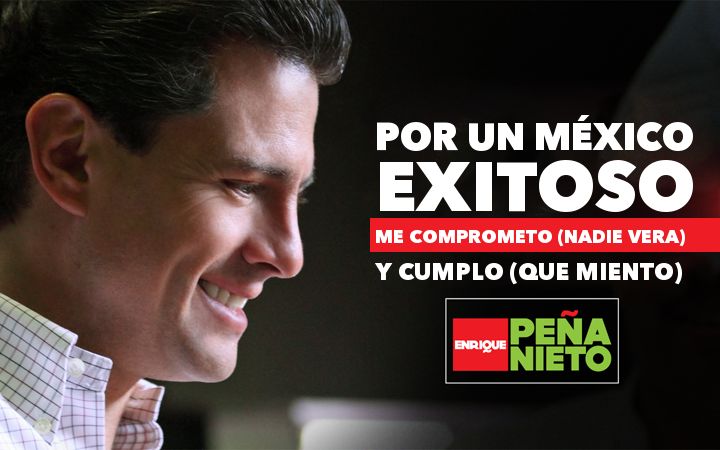 POR UN MÉXICO
EXITOSO
ME COMPROMETO (NADIE VERA)
Y CUMPLO (QUE MIENTO)
ENRIQUE
PEÑA
NIETO